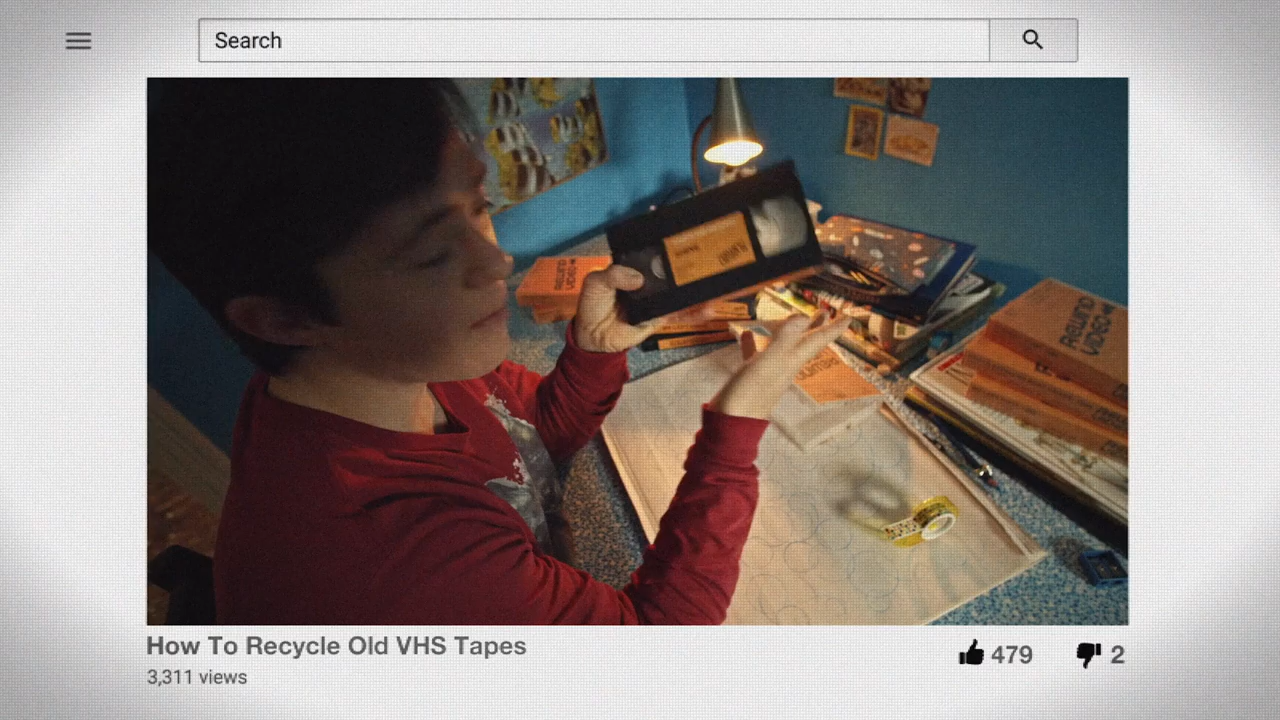 Search
REWIND
VIDEO
REWIND
VIDEO
How To Recycle Old VHS Tapes
3,311 views
479
2